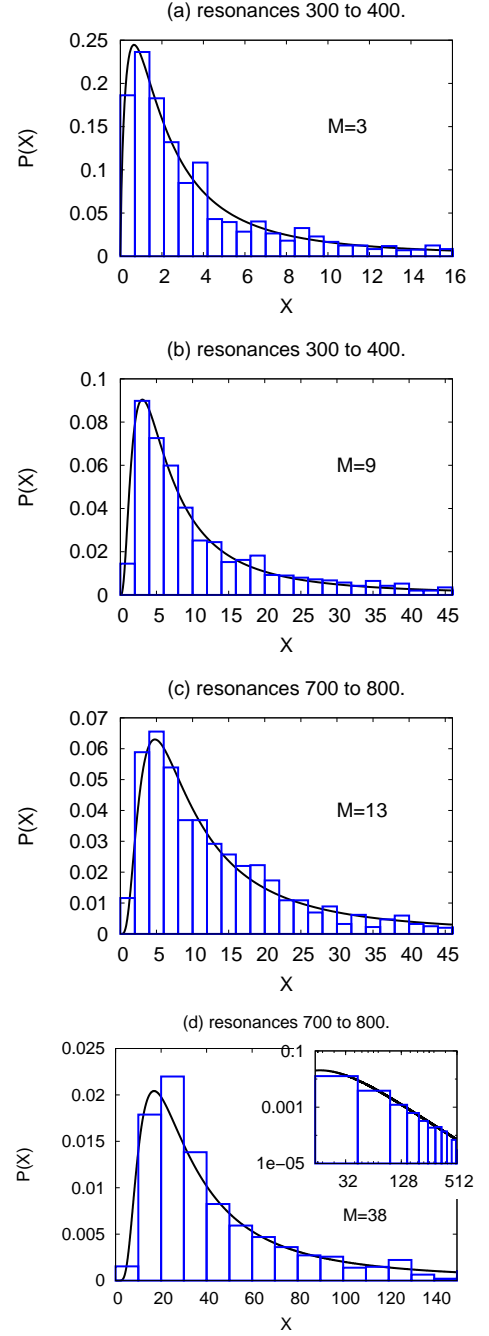 (a) resonances 300 to 400.
0.25
0.2
0.15
0.1
0.05
0
P(X)
M=3
0 2 4 6 8 10 12 14 16
X
(b) resonances 300 to 400.
0.1
0.08
0.06
0.04
0.02
0
P(X)
M=9
0 5 10 15 20 25 30 35 40 45
X
(c) resonances 700 to 800.
0.07
0.06
0.05
0.04
0.03
0.02
0.01
0
P(X)
M=13
0 5 10 15 20 25 30 35 40 45
X
(d) resonances 700 to 800.
0.025
0.02
0.015
0.01
0.005
0
P(X)
0.1
0.001
1e-05
32 128 512
M=38
0 20 40 60 80 100 120 140
X